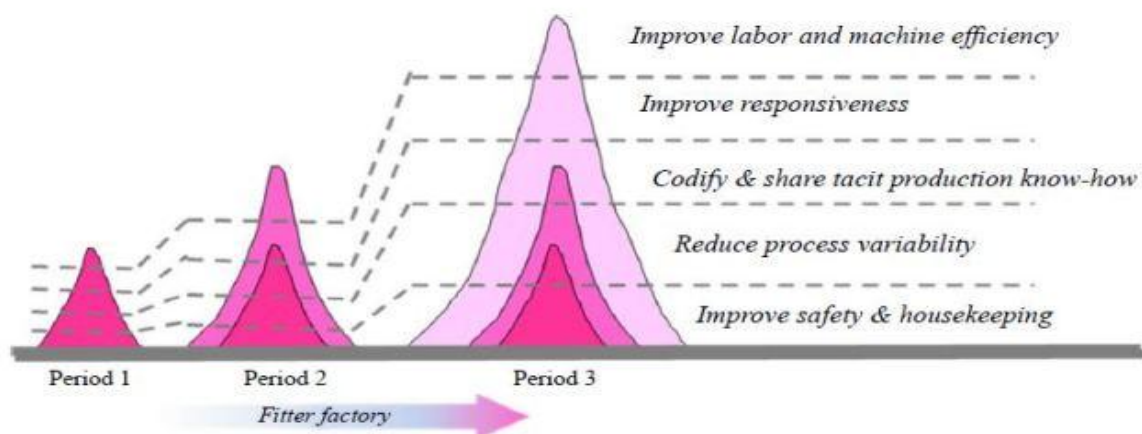 Improve labor and machine efficiency
Improve responsiveness
Codify & share tacit production know-how
Reduce process variability
Improve safety & housekeeping
Period 1
Period 2
Period 3
Fitter factory